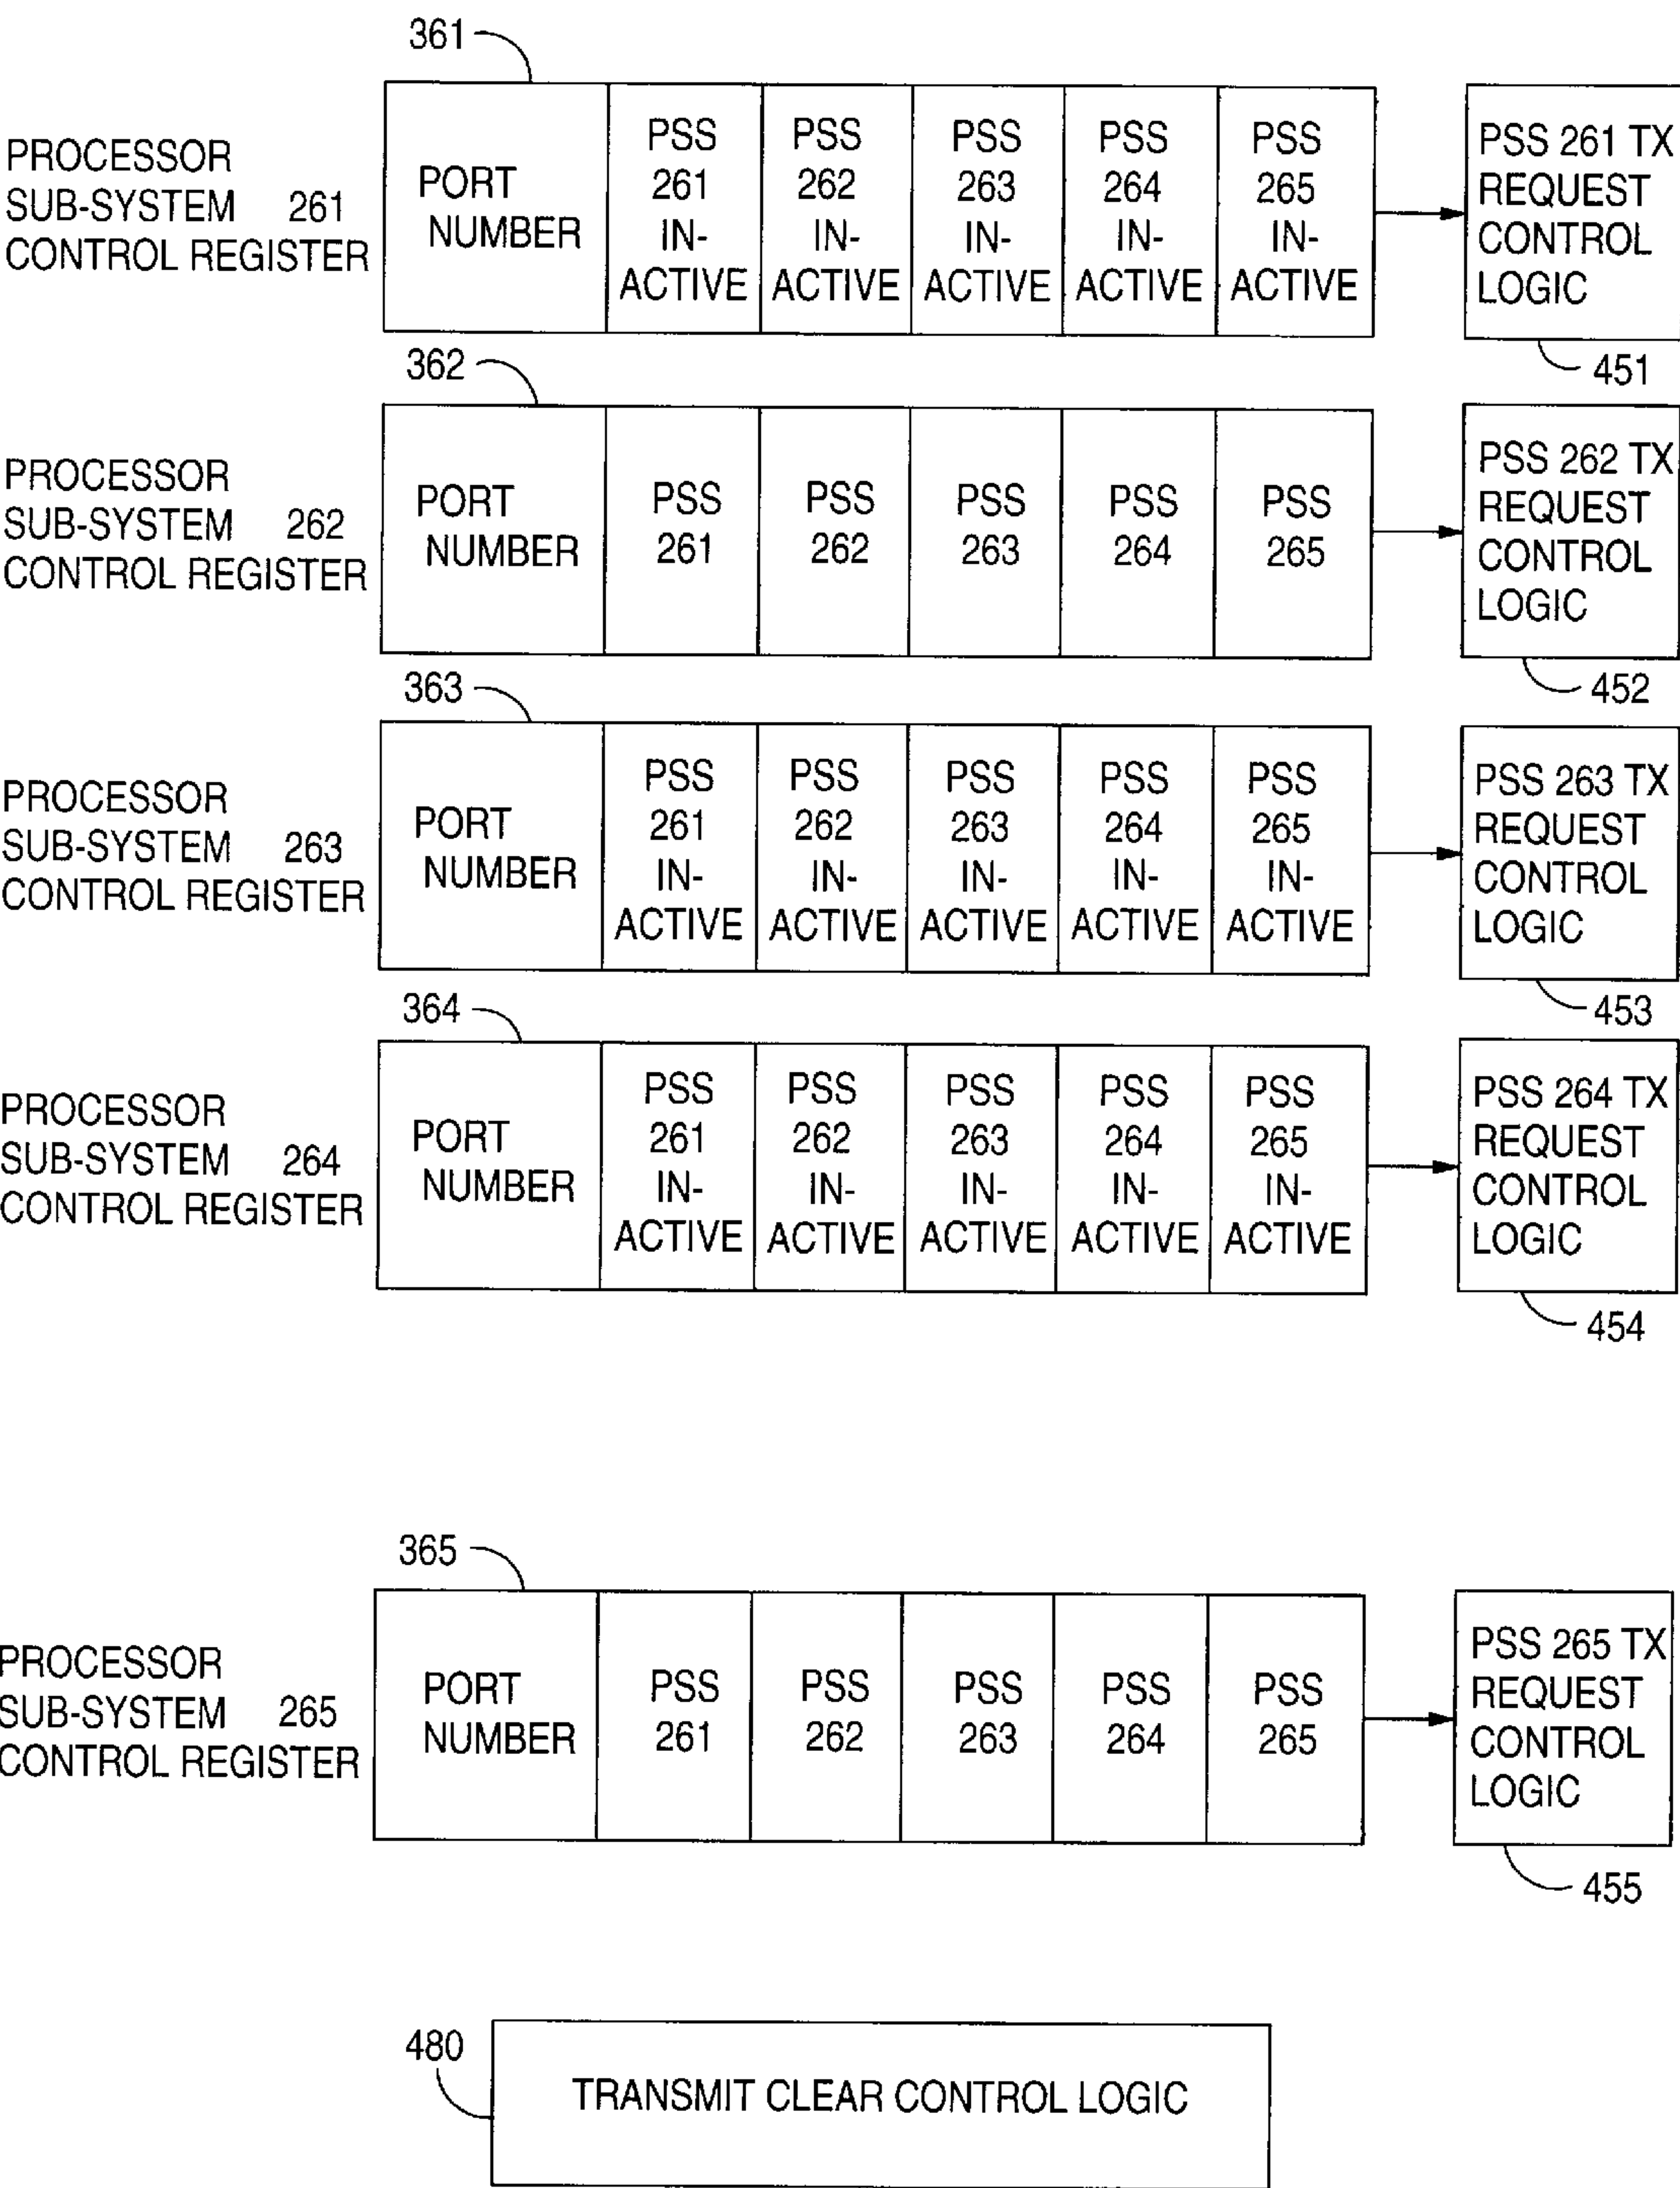 361
PROCESSOR
SUB-SYSTEM 261
CONTROL REGISTER
PORT
NUMBER
PSS
261
IN-
ACTIVE
PSS
262
IN-
ACTIVE
PSS
263
IN-
ACTIVE
PSS
264
IN-
ACTIVE
PSS
265
IN-
ACTIVE
PSS 261 TX
REQUEST
CONTROL
LOGIC
451
362
PROCESSOR
SUB-SYSTEM 262
CONTROL REGISTER
PORT
NUMBER
PSS
261
PSS
262
PSS
263
PSS
264
PSS
265
PSS 262 TX
REQUEST
CONTROL
LOGIC
452
363
PROCESSOR
SUB-SYSTEM 263
CONTROL REGISTER
PORT
NUMBER
PSS
261
IN-
ACTIVE
PSS
262
IN-
ACTIVE
PSS
263
IN-
ACTIVE
PSS
264
IN-
ACTIVE
PSS
265
IN-
ACTIVE
PSS 263 TX
REQUEST
CONTROL
LOGIC
453
364
PROCESSOR
SUB-SYSTEM 264
CONTROL REGISTER
PORT
NUMBER
PSS
261
IN-
ACTIVE
PSS
262
IN-
ACTIVE
PSS
263
IN-
ACTIVE
PSS
264
IN-
ACTIVE
PSS
265
IN-
ACTIVE
PSS 264 TX
REQUEST
CONTROL
LOGIC
454
365
PROCESSOR
SUB-SYSTEM 265
CONTROL REGISTER
PORT
NUMBER
PSS
261
PSS
262
PSS
263
PSS
264
PSS
265
PSS 265 TX
REQUEST
CONTROL
LOGIC
455
480
TRANSMIT CLEAR CONTROL LOGIC